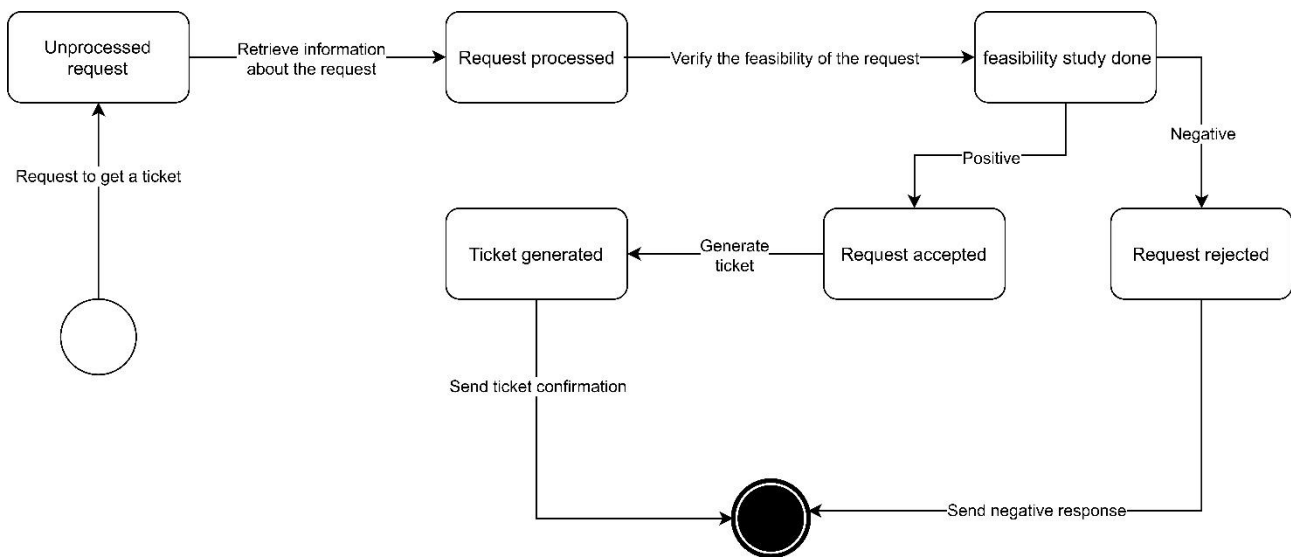 Unprocessed
request
Retrieve information
about the request
Request processed
Verify the feasibility of the request
feasibility study done
Negative
Positive
Request to get a ticket
Ticket generated
Generate
ticket
Request accepted
Request rejected
Send ticket confirmation
Send negative response